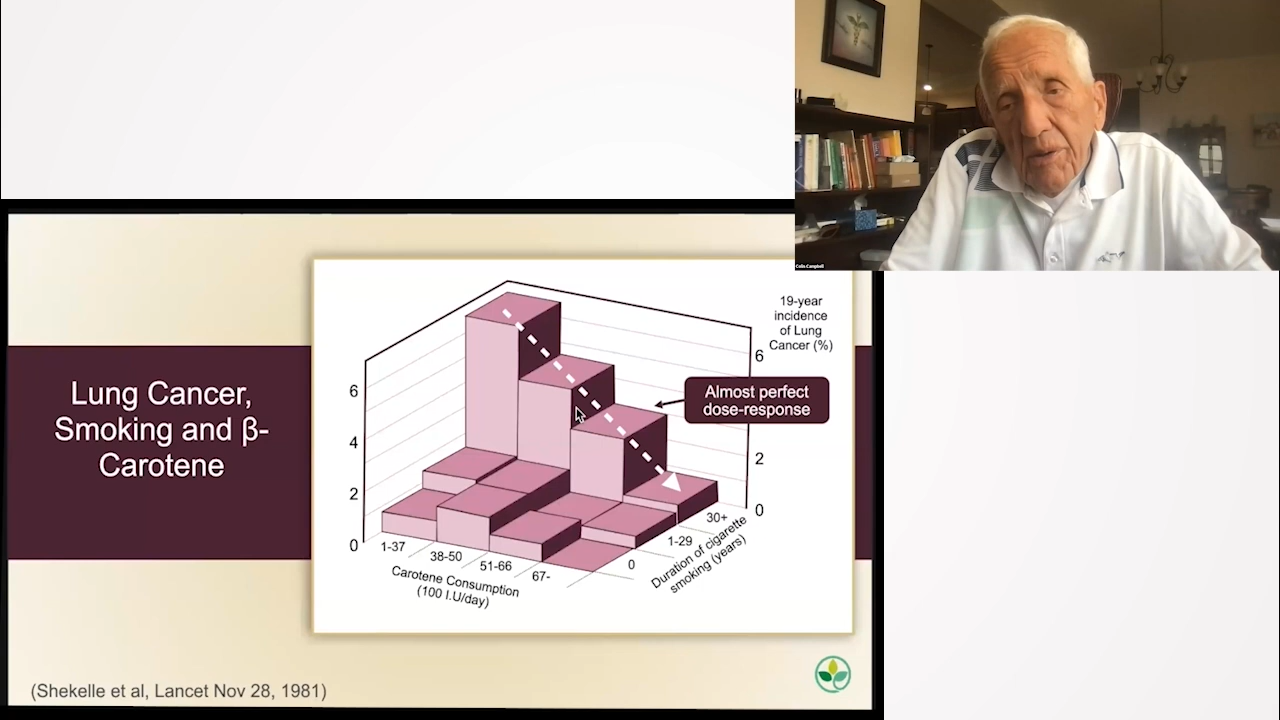 Colin Campbell
Lung Cancer,
Smoking and β-
Carotene
19-year
incidence
of Lung
Cancer (%)
6
4
2
0
6
2
0
Almost perfect
dose-response
1-37
38-50
51-66
67-
Carotene Consumption
(100 I.U/day)
0
1-29
30+
Duration of cigarette
smoking (years)
(Shekelle et al, Lancet Nov 28, 1981)